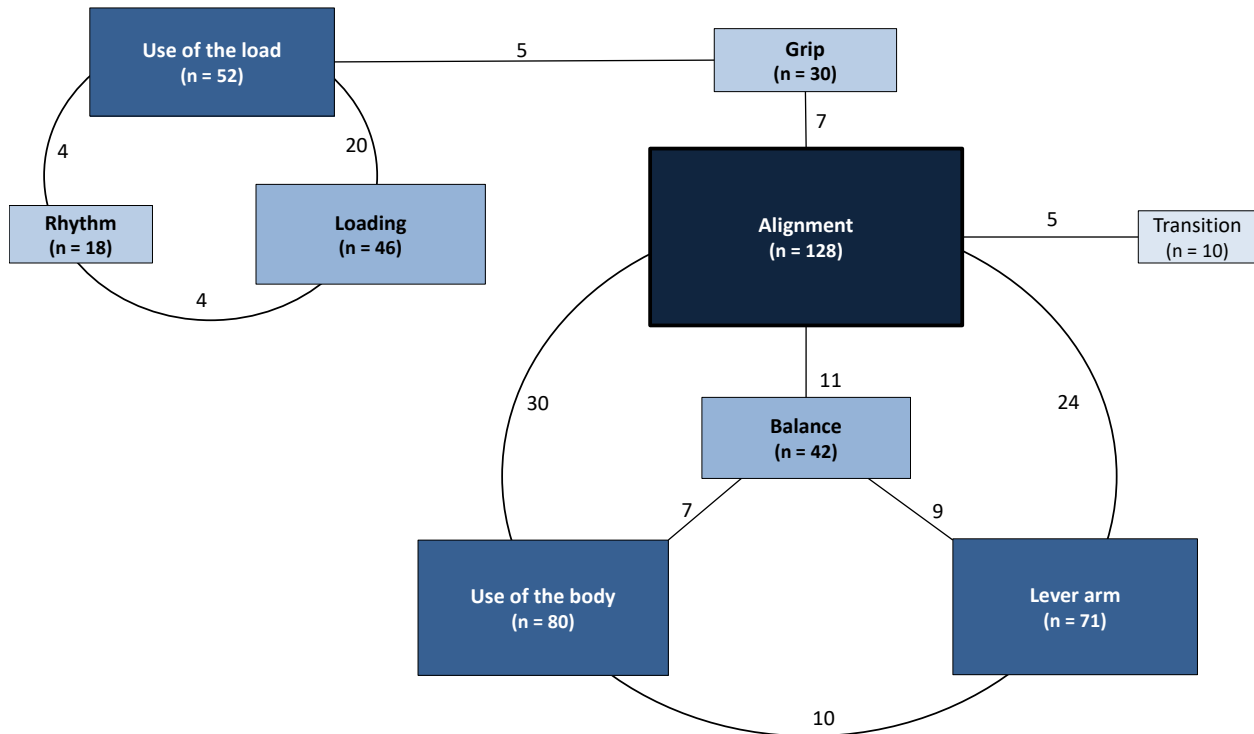 Use of the load
(n = 52)
5
Grip
(n = 30)
7
4
20
Rhythm
(n = 18)
Loading
(n = 46)
4
Alignment
(n = 128)
5
Transition
(n = 10)
30
11
24
Balance
(n = 42)
7
9
Use of the body
(n = 80)
Lever arm
(n = 71)
10